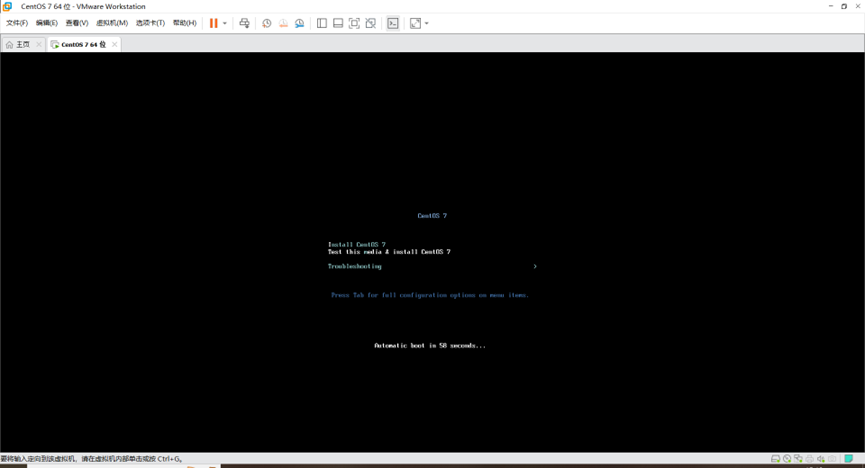 CentOS 7 64 位 - VMware Workstation
文件(F) 编辑(E) 查看(V) 虚拟机(M) 选项卡(T) 帮助(H)
主页 CentOS 7 64 位
CentOS 7
Install CentOS 7
Test this media & install CentOS 7
Troubleshooting >
Press Tab for full configuration options on menu items.
Automatic boot in 58 seconds...
要将输入定向到该虚拟机，请在虚拟机内部单击或按 Ctrl+G。